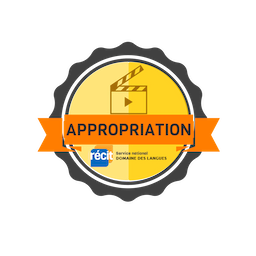 APPROPRIATION
récit
Service national
DOMAINE DES LANGUES